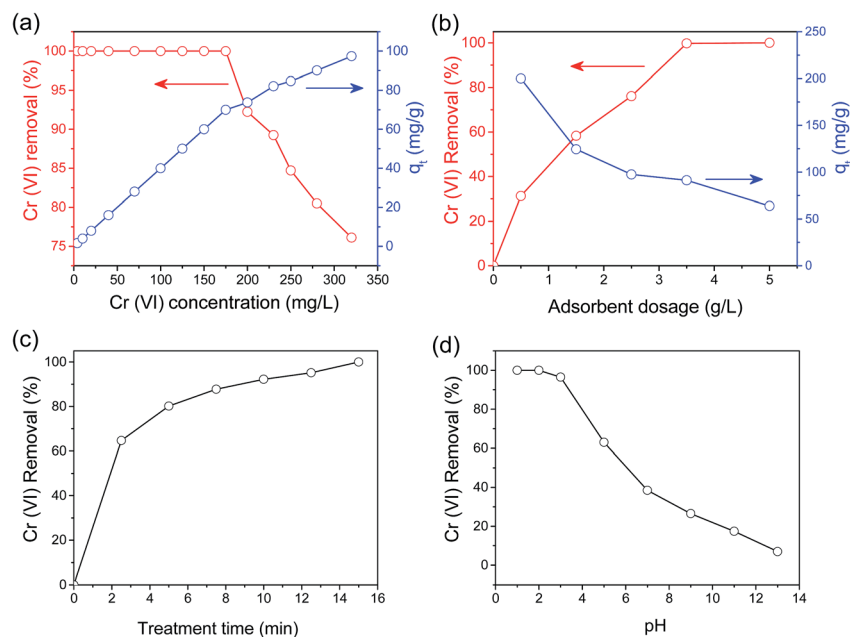 (a)
100
95
90
85
80
75
Cr (VI) removal (%)
0 50 100 150 200 250 300 350
Cr (VI) concentration (mg/L)
100
80
60
40
20
0
qt (mg/g)
(b)
100
80
60
40
20
0
Cr (VI) Removal (%)
0 1 2 3 4 5
Adsorbent dosage (g/L)
250
200
150
100
50
0
qt (mg/g)
(c)
100
80
60
40
20
0
Cr (VI) Removal (%)
0 2 4 6 8 10 12 14 16
Treatment time (min)
(d)
100
80
60
40
20
0
Cr (VI) Removal (%)
0 2 4 6 8 10 12 14
pH